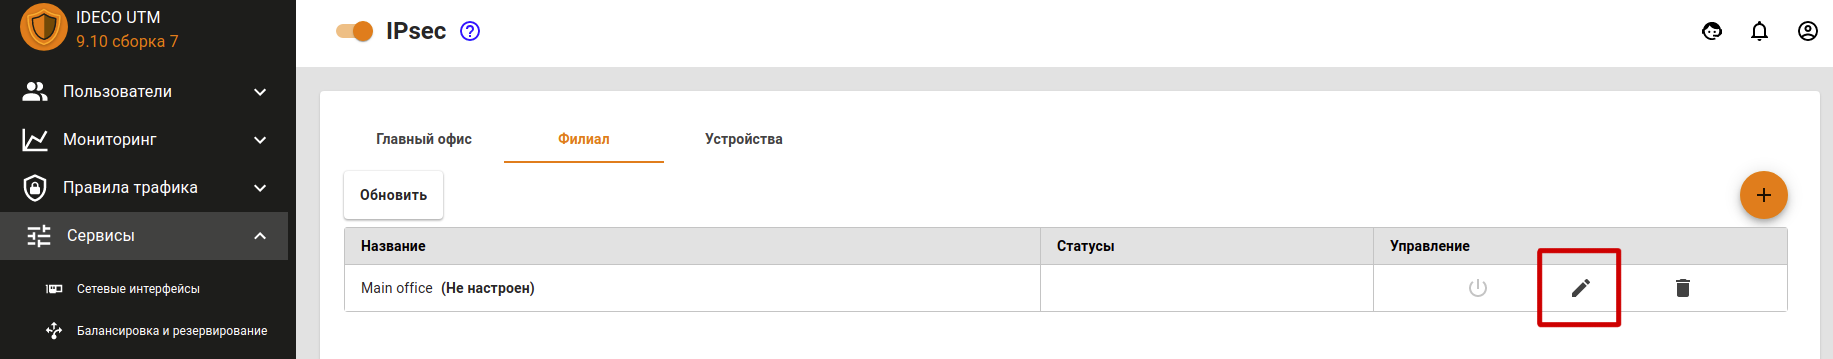 IDECO UTM
9.10 сборка 7
IPsec
Пользователи
Мониторинг
Правила трафика
Сервисы
Сетевые интерфейсы
Балансировка и резервирование
Главный офис Филиал Устройства
Обновить
Название Статусы Управление
Main office (Не настроен)